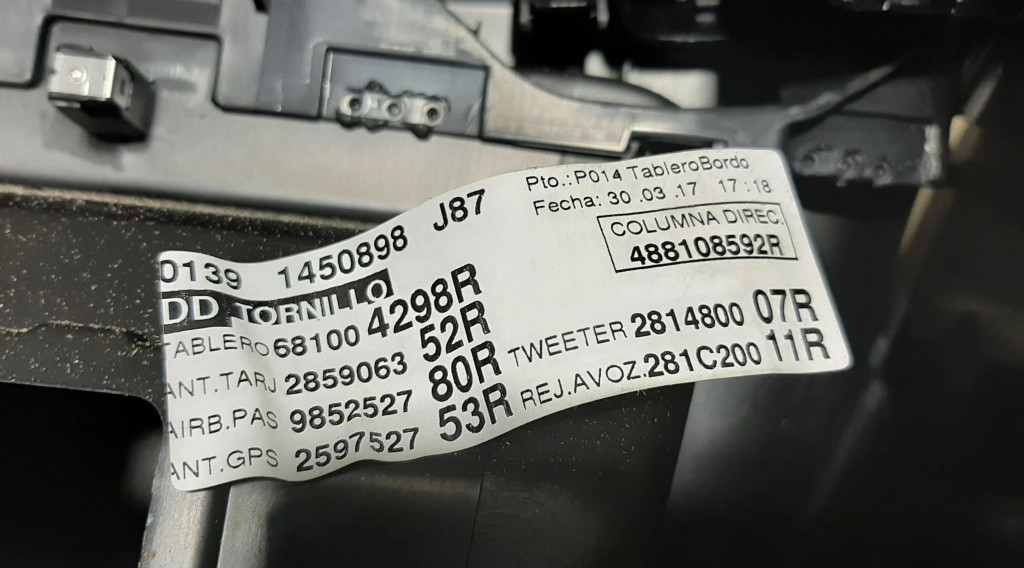 Pto.:P014 TableroBordo
Fecha: 30 .03 .17 17:18
0139 1450898 J87
COLUMNA DIREC.
488108592R
DD TORNILLO
TABLERO 68100 4298R
ANT.TARJ 2859063 52R
TWEETER 2814800 07R
AIRB.PAS 9852527 80R
REJ.AVOZ. 281C200 11R
ANT.GPS 2597527 53R